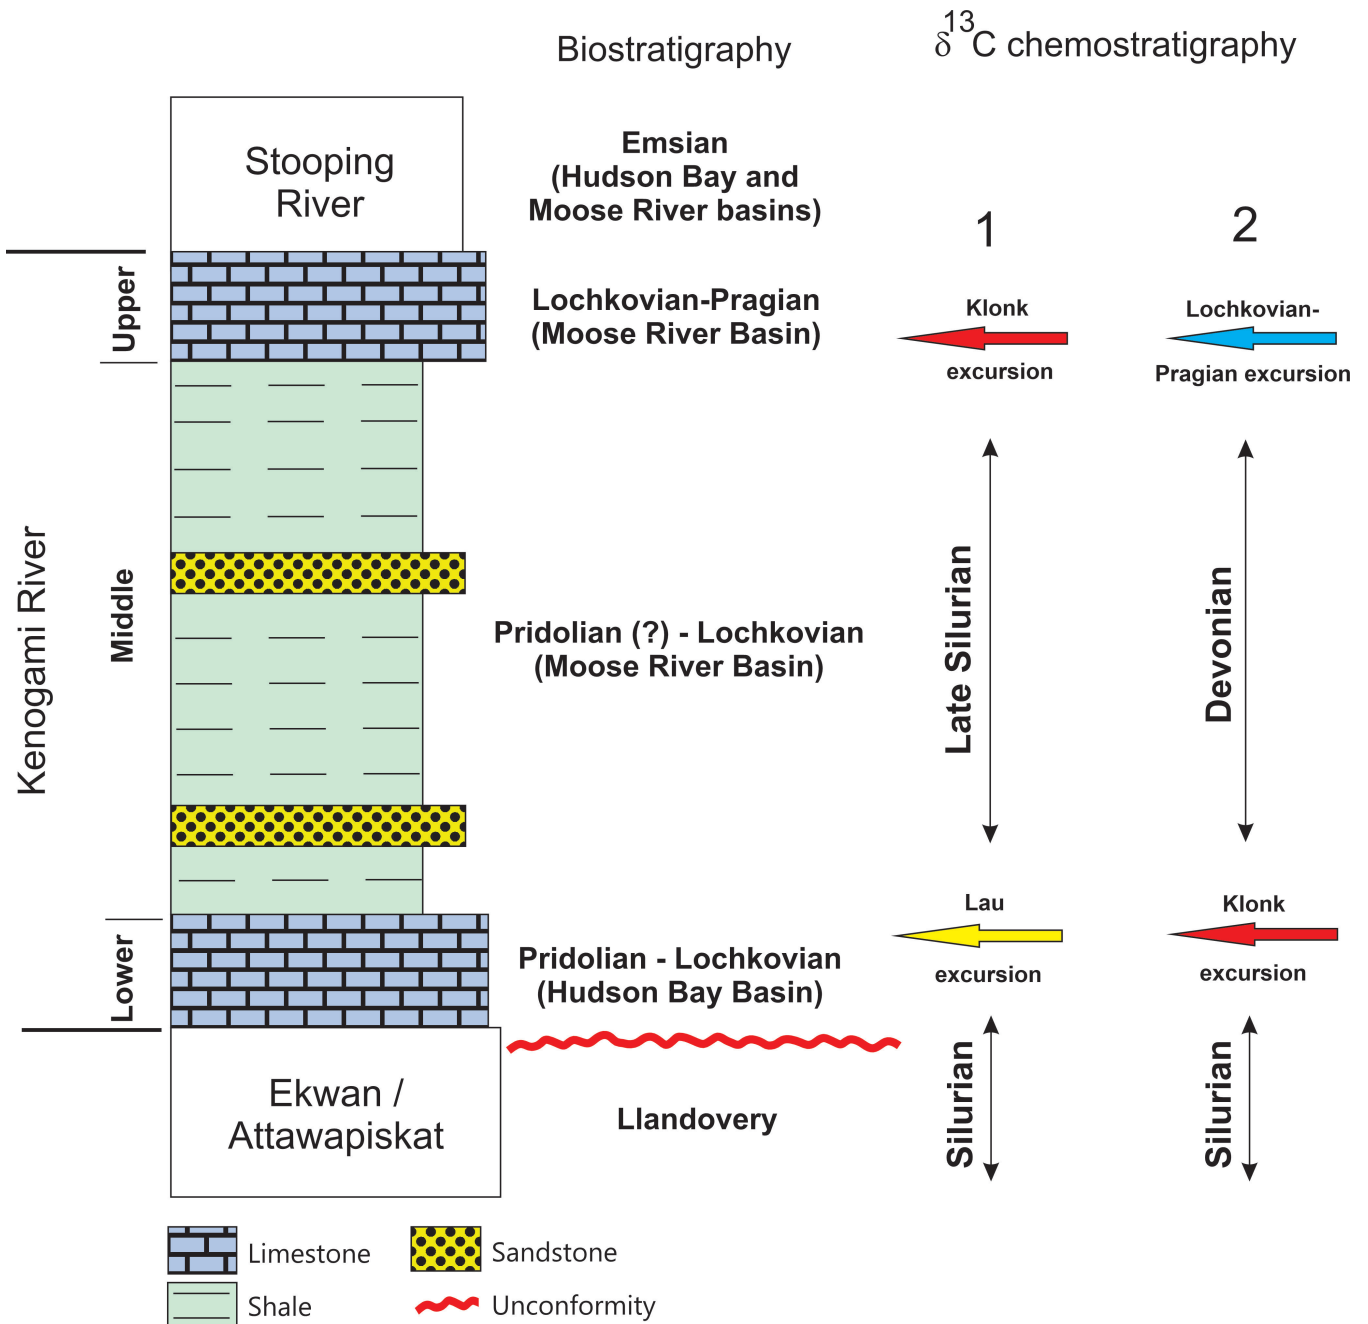 Biostratigraphy
δ13C chemostratigraphy
Stooping
River
Emsian
(Hudson Bay and
Moose River basins)
1
2
Upper
Lochkovian-Pragian
(Moose River Basin)
Klonk
excursion
Lochkovian-
Pragian excursion
Kenogami River
Middle
Pridolian (?) - Lochkovian
(Moose River Basin)
Late Silurian
Devonian
Lower
Pridolian - Lochkovian
(Hudson Bay Basin)
Lau
excursion
Klonk
excursion
Ekwan /
Attawapiskat
Llandovery
Silurian
Silurian
Limestone
Sandstone
Shale
Unconformity